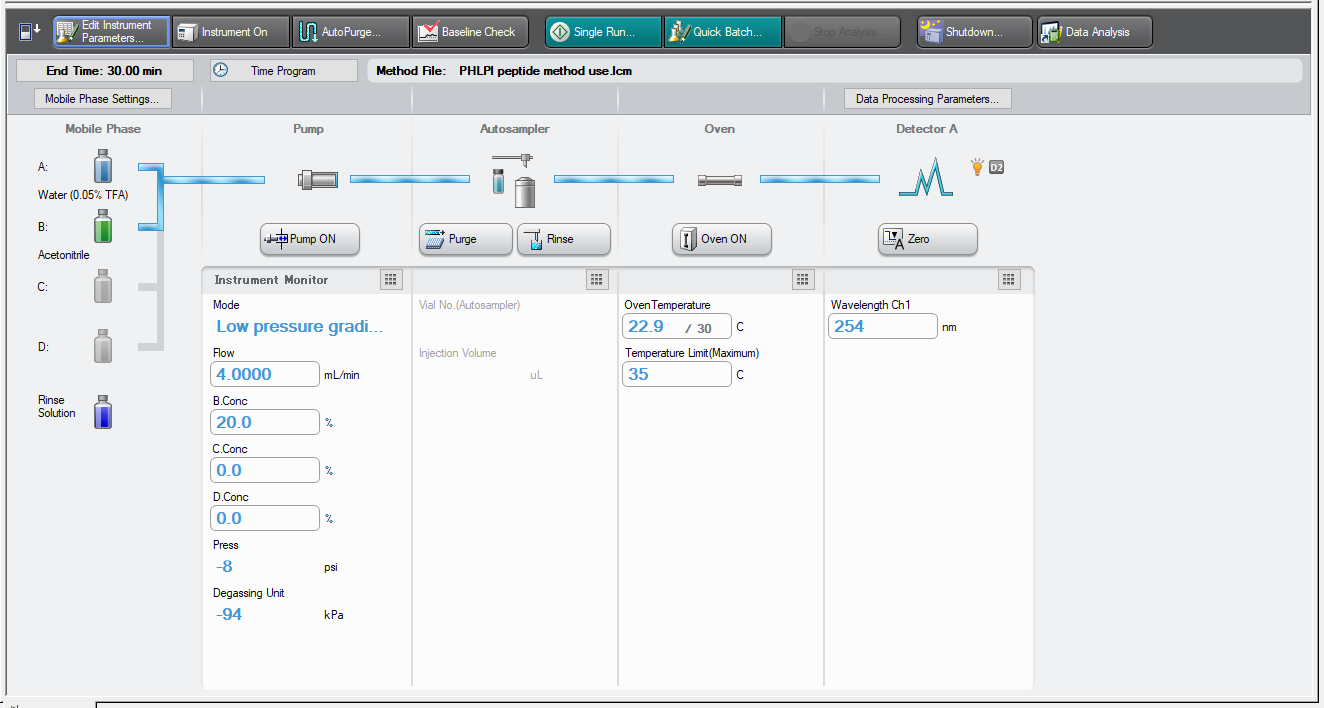 Edit Instrument
Parameters...
Instrument On
AutoPurge...
Baseline Check
Single Run...
Quick Batch...
Stop Analysis...
Shutdown...
Data Analysis
End Time: 30.00 min
Time Program
Method File: PHLPI peptide method use.lcm
Mobile Phase Settings...
Data Processing Parameters...
Mobile Phase
Pump
Autosampler
Oven
Detector A
A:
Water (0.05% TFA)
B:
Acetonitrile
C:
D:
Rinse
Solution
D2
Pump ON
Purge
Rinse
Oven ON
Zero
Instrument Monitor
Mode
Low pressure gradi...
Flow
4.0000 mL/min
B.Conc
20.0 %
C.Conc
0.0 %
D.Conc
0.0 %
Press
-8 psi
Degassing Unit
-94 kPa
Vial No.(Autosampler)
Injection Volume
uL
OvenTemperature
22.9 / 30 C
Temperature Limit(Maximum)
35 C
Wavelength Ch1
254 nm